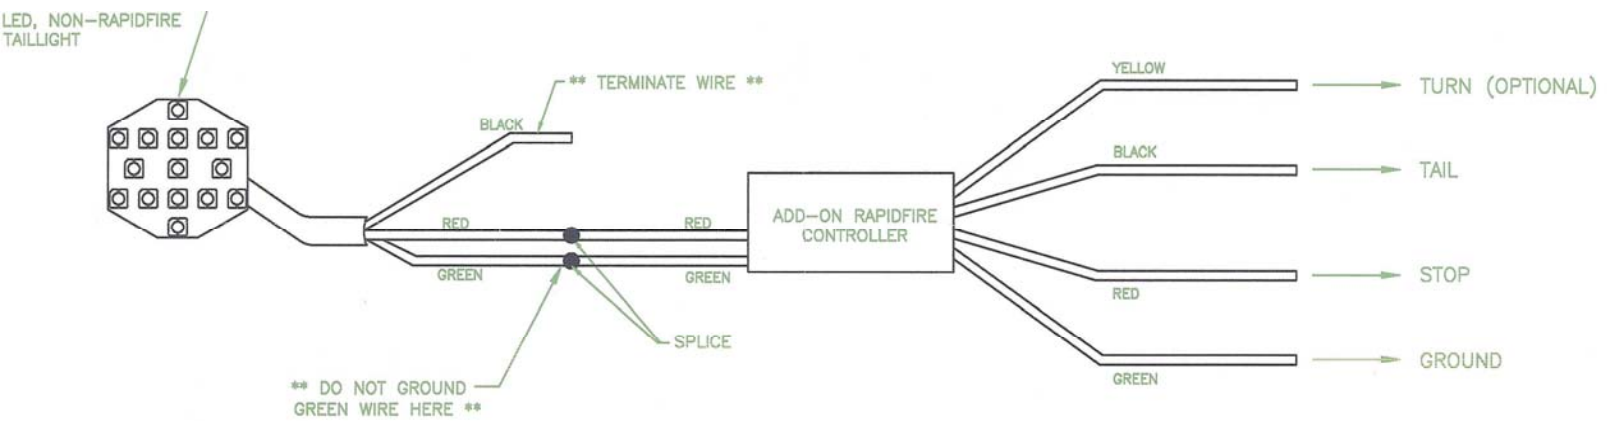 LED, NON-RAPIDFIRE
TAILLIGHT
** TERMINATE WIRE **
BLACK
RED
GREEN
RED
GREEN
SPLICE
** DO NOT GROUND
GREEN WIRE HERE **
ADD-ON RAPIDFIRE
CONTROLLER
YELLOW
TURN (OPTIONAL)
BLACK
TAIL
RED
STOP
GREEN
GROUND